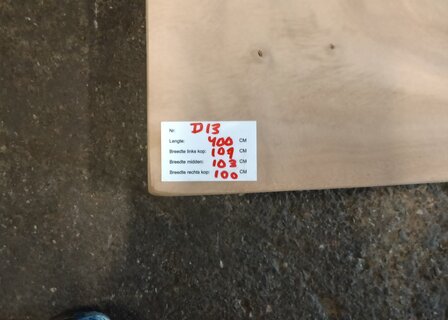 Nr: D13
Lengte: 400 CM
Breedte links kop: 109 CM
Breedte midden: 103 CM
Breedte rechts kop: 100 CM